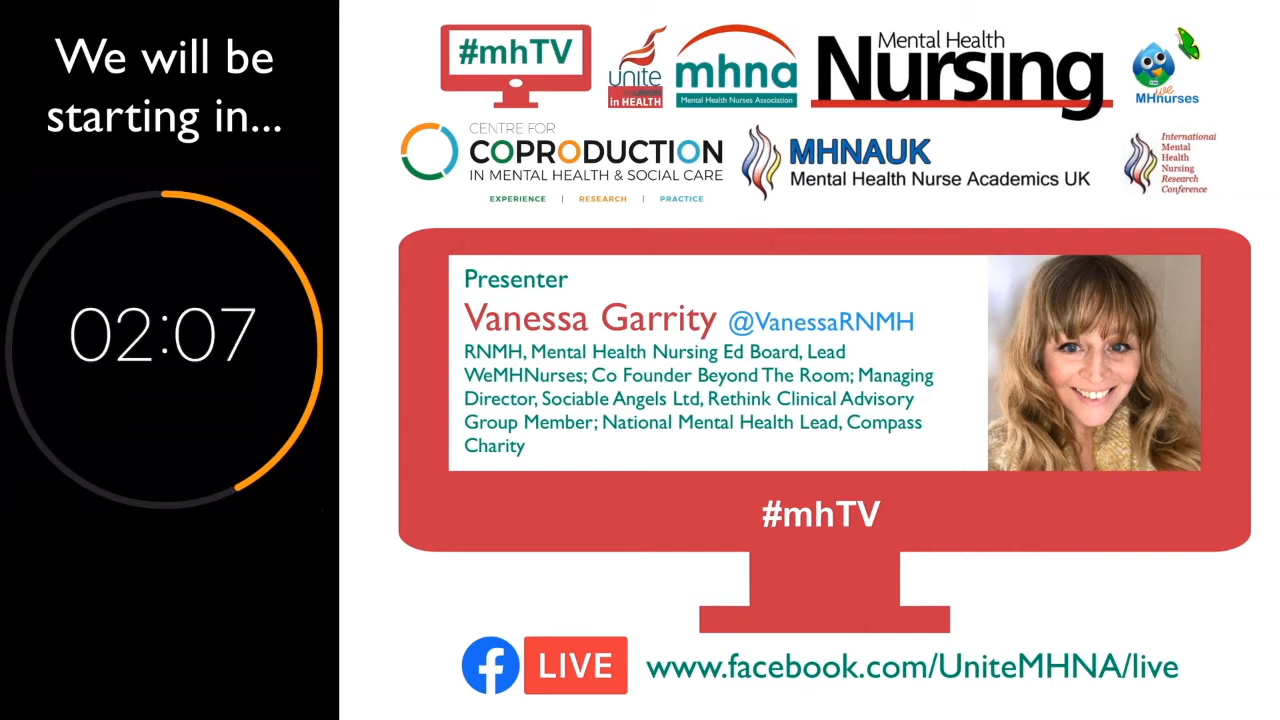 We will be
starting in...
02:07
#mhTV
unite
in HEALTH
mhna
Mental Health Nurses Association
Mental Health
Nursing
we
MHnurses
CENTRE FOR
COPRODUCTION
IN MENTAL HEALTH & SOCIAL CARE
EXPERIENCE | RESEARCH | PRACTICE
MHNAUK
Mental Health Nurse Academics UK
International
Mental
Health
Nursing
Research
Conference
Presenter
Vanessa Garrity @VanessaRNMH
RNMH, Mental Health Nursing Ed Board, Lead
WeMHNurses; Co Founder Beyond The Room; Managing
Director, Sociable Angels Ltd, Rethink Clinical Advisory
Group Member; National Mental Health Lead, Compass
Charity
#mhTV
f LIVE www.facebook.com/UniteMHNA/live